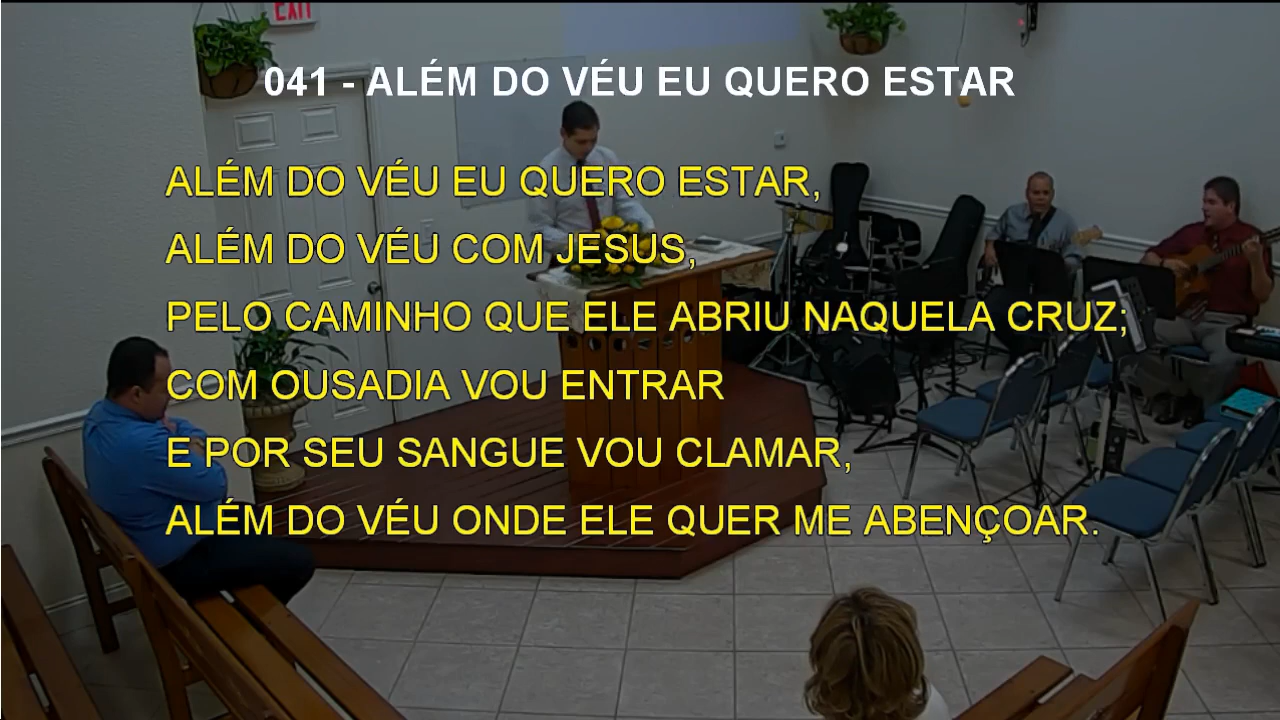 EXIT
041 - ALÉM DO VÉU EU QUERO ESTAR
ALÉM DO VÉU EU QUERO ESTAR,
ALÉM DO VÉU COM JESUS,
PELO CAMINHO QUE ELE ABRIU NAQUELA CRUZ;
COM OUSADIA VOU ENTRAR
E POR SEU SANGUE VOU CLAMAR,
ALÉM DO VÉU ONDE ELE QUER ME ABENÇOAR.